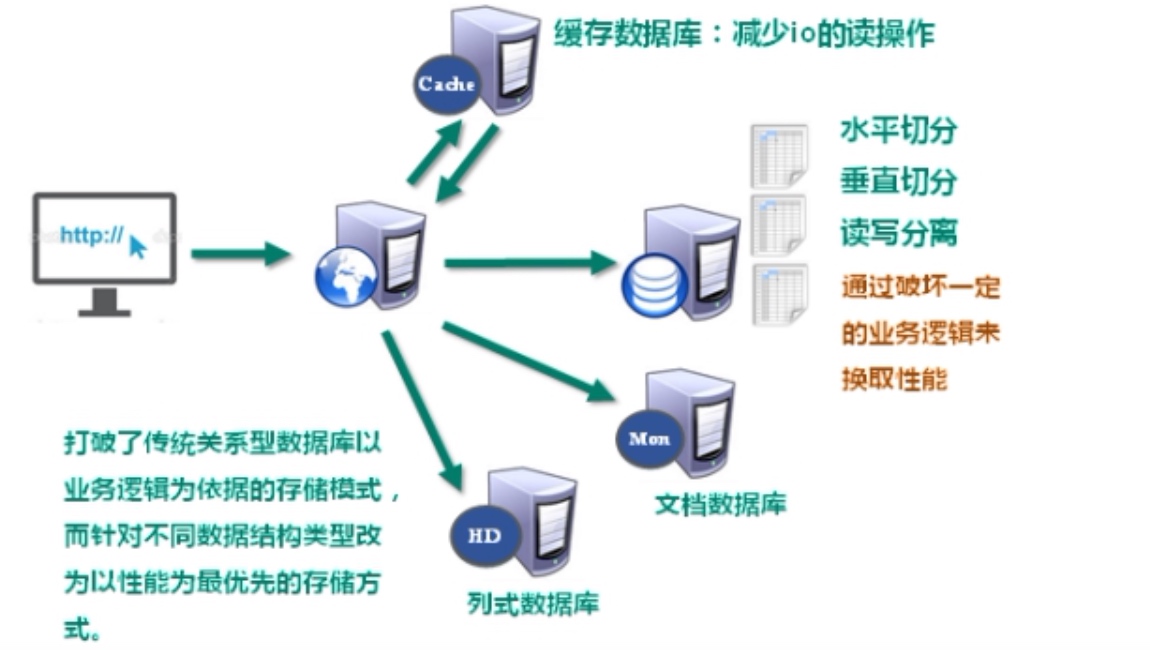 缓存数据库：减少io的读操作
Cache
水平切分
垂直切分
读写分离
http://
通过破坏一定
的业务逻辑来
换取性能
Mon
文档数据库
打破了传统关系型数据库以
业务逻辑为依据的存储模式，
而针对不同数据结构类型改
为以性能为最优先的存储方
式。
HD
列式数据库